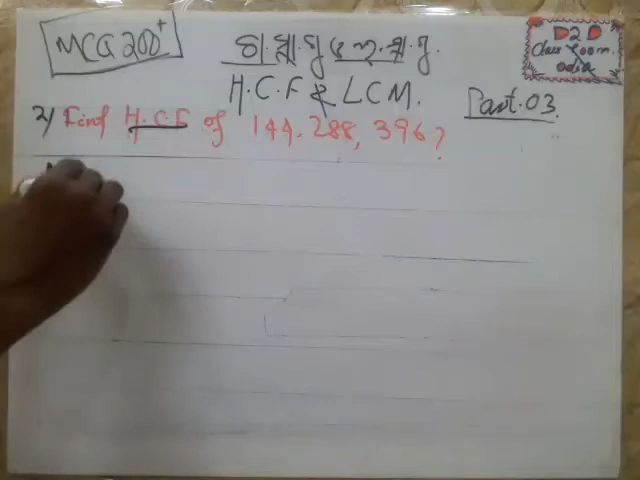 MCQ 200+
ଗ.ସା.ଗୁ ଓ ଲ.ସା.ଗୁ.
D2D
Class room
odia
H.C.F & LCM.
Part.03
2) Find H.C.F of 144, 288, 396?